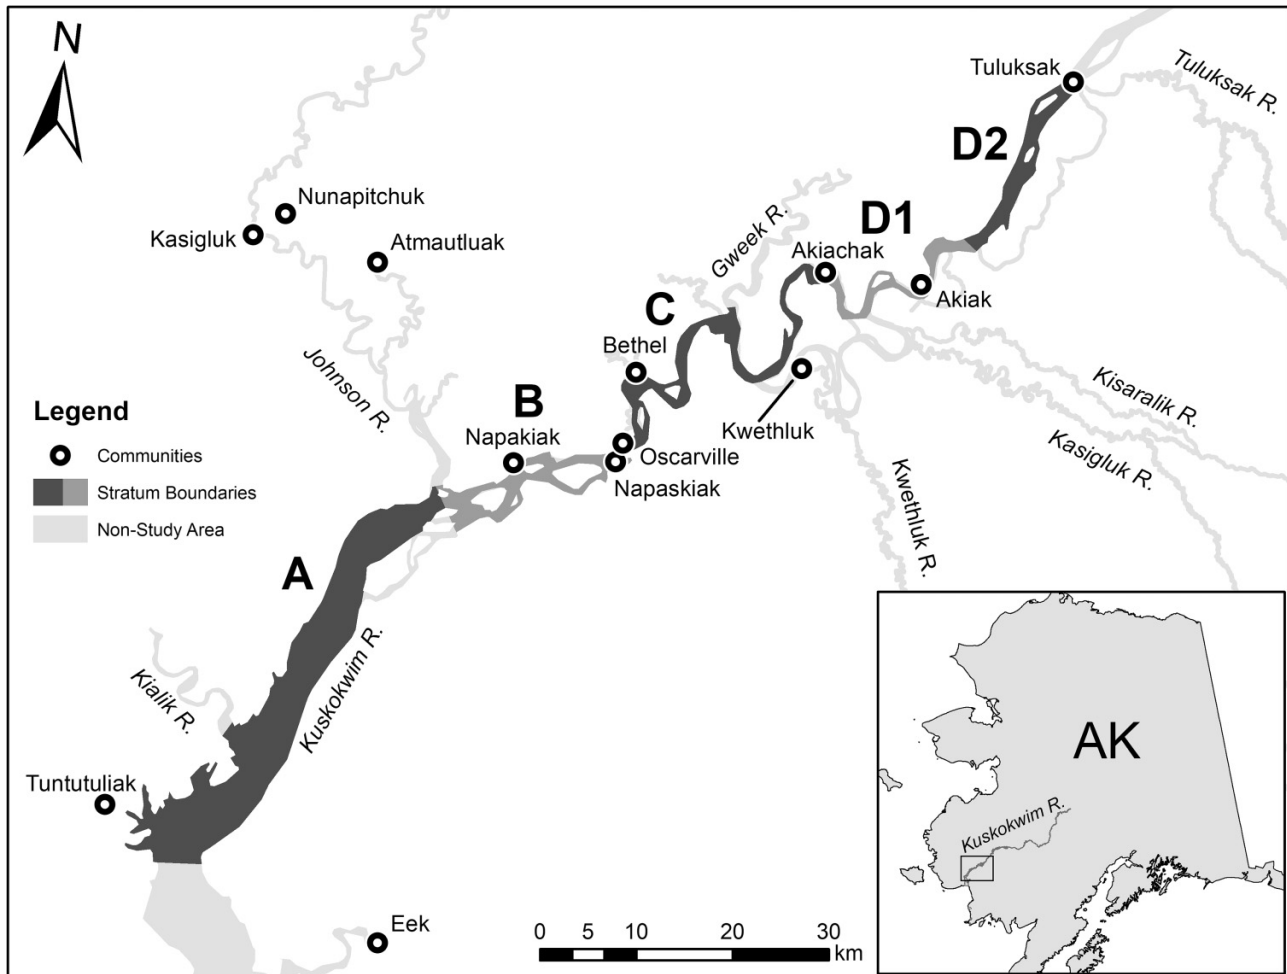 N
Tuluksak
Tuluksak R.
D2
Nunapitchuk
Kasigluk
Atmautluak
Gweek R.
D1
Akiachak
Akiak
C
Bethel
Johnson R.
Kisaralik R.
Legend
B
Napakiak
Kwethluk
Kasigluk R.
Communities
Oscarville
Napaskiak
Stratum Boundaries
Kwethluk R.
Non-Study Area
A
Kuskokwim R.
Kialik R.
AK
Tuntutuliak
Kuskokwim R.
Eek
0 5 10 20 30
km